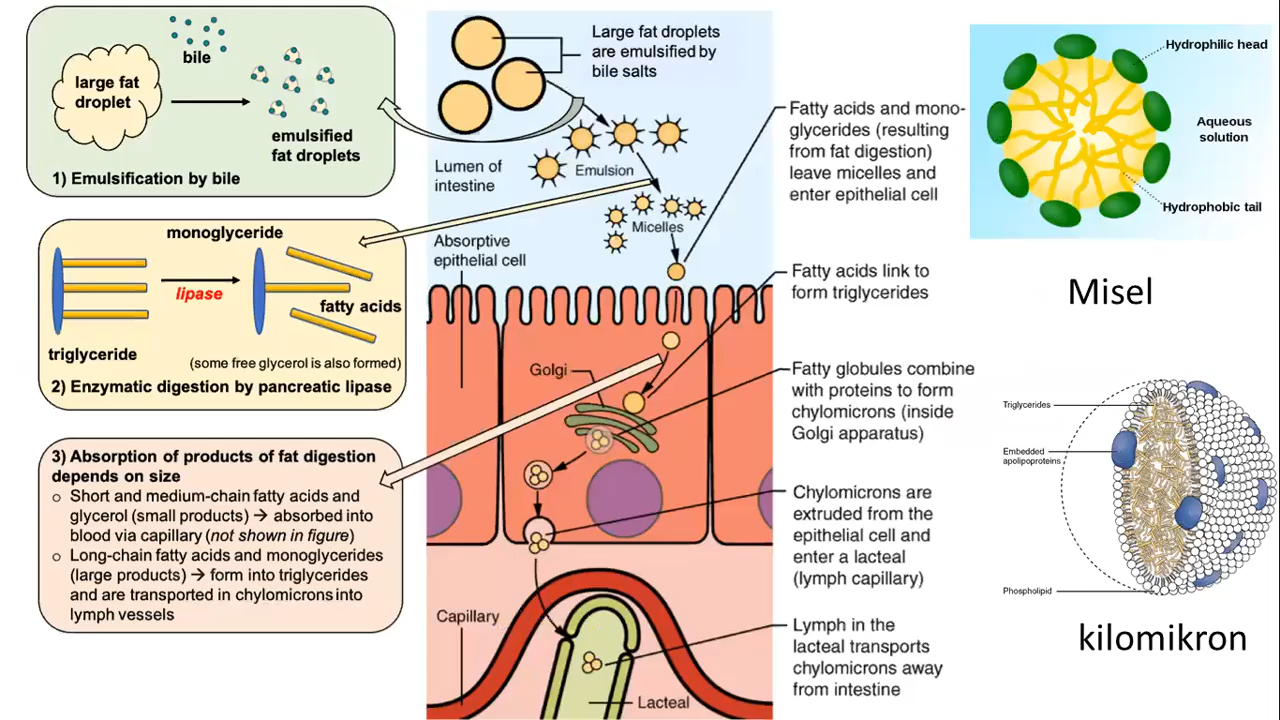 bile
large fat
droplet
emulsified
fat droplets
1) Emulsification by bile
monoglyceride
lipase
fatty acids
triglyceride
(some free glycerol is also formed)
2) Enzymatic digestion by pancreatic lipase
3) Absorption of products of fat digestion
depends on size
o Short and medium-chain fatty acids and
glycerol (small products) → absorbed into
blood via capillary (not shown in figure)
o Long-chain fatty acids and monoglycerides
(large products) → form into triglycerides
and are transported in chylomicrons into
lymph vessels
Large fat droplets
are emulsified by
bile salts
Lumen of
intestine
Emulsion
Micelles
Absorptive
epithelial cell
Golgi
Capillary
Lacteal
Fatty acids and mono-
glycerides (resulting
from fat digestion)
leave micelles and
enter epithelial cell
Fatty acids link to
form triglycerides
Fatty globules combine
with proteins to form
chylomicrons (inside
Golgi apparatus)
Chylomicrons are
extruded from the
epithelial cell and
enter a lacteal
(lymph capillary)
Lymph in the
lacteal transports
chylomicrons away
from intestine
Hydrophilic head
Aqueous
solution
Hydrophobic tail
Misel
Triglycerides
Embedded
apolipoproteins
Phospholipid
kilomikron